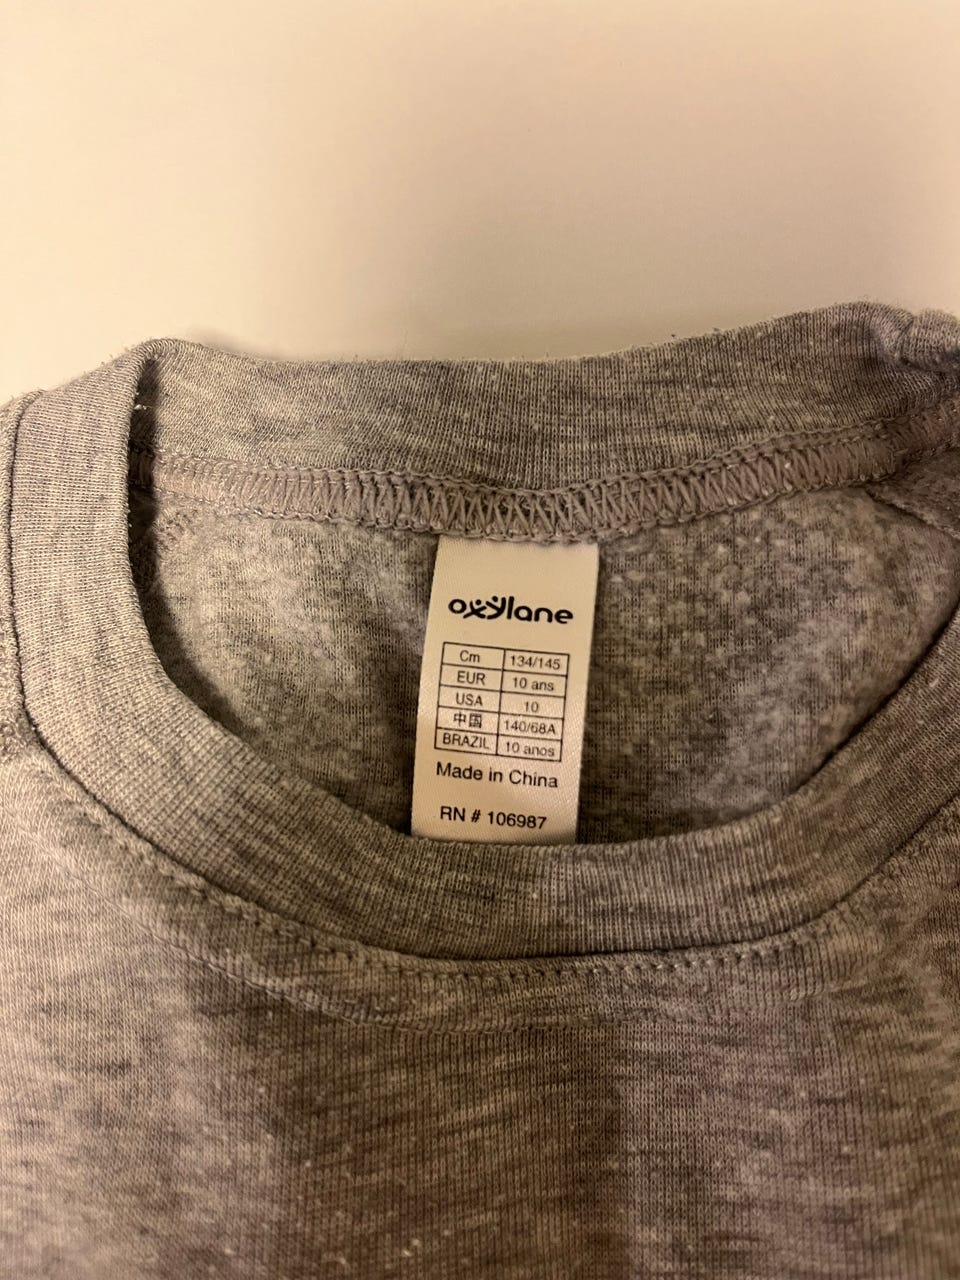 oxylane
Cm 134/145
EUR 10 ans
USA 10
中国 140/68A
BRAZIL 10 anos
Made in China
RN # 106987